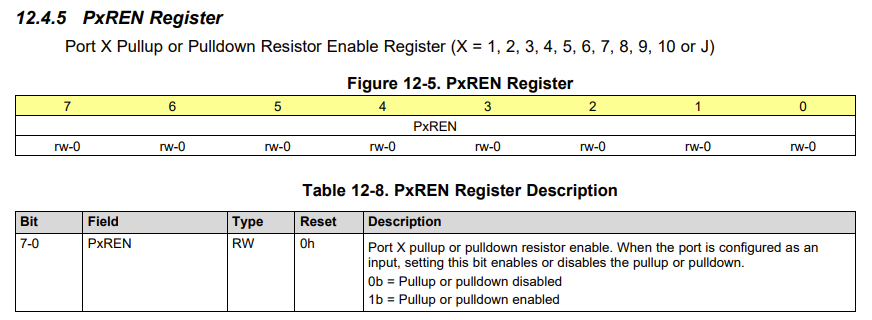 12.4.5 PxREN Register
Port X Pullup or Pulldown Resistor Enable Register (X = 1, 2, 3, 4, 5, 6, 7, 8, 9, 10 or J)
Figure 12-5. PxREN Register
7 6 5 4 3 2 1 0
PxREN
rw-0 rw-0 rw-0 rw-0 rw-0 rw-0 rw-0 rw-0
Table 12-8. PxREN Register Description
Bit Field Type Reset Description
7-0 PxREN RW 0h Port X pullup or pulldown resistor enable. When the port is configured as an
input, setting this bit enables or disables the pullup or pulldown.
0b = Pullup or pulldown disabled
1b = Pullup or pulldown enabled